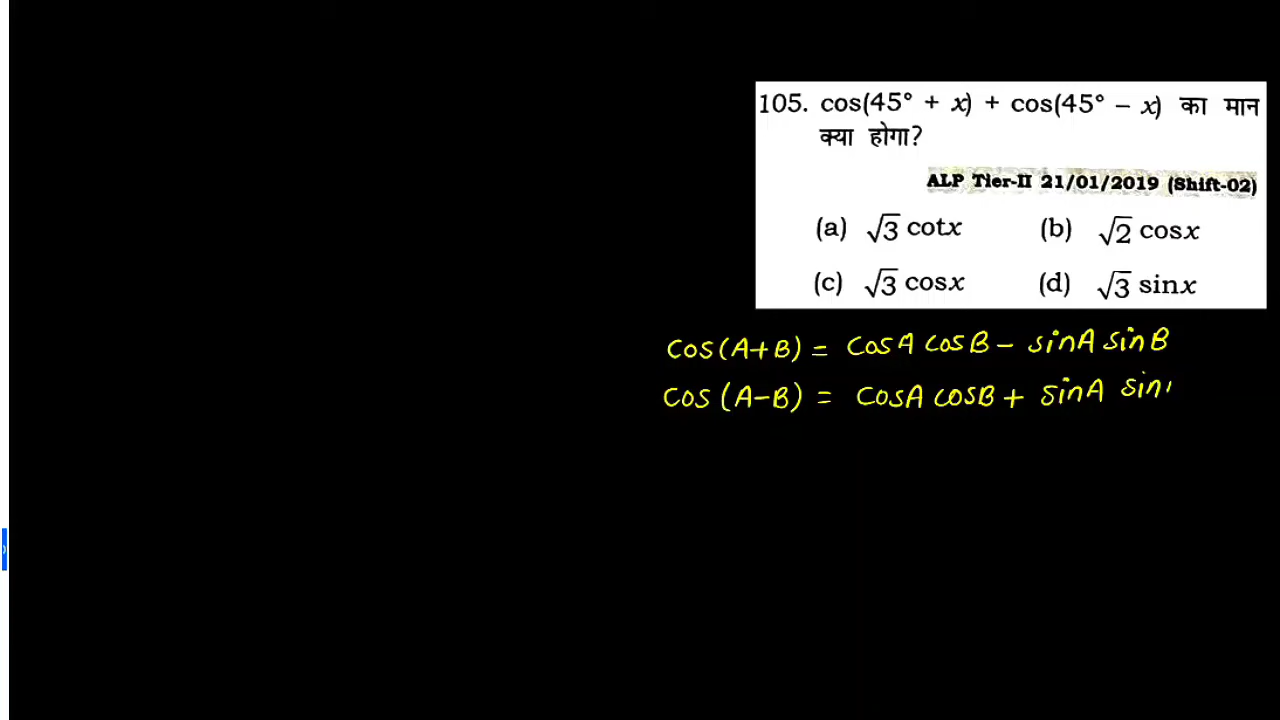 105. cos(45° + x) + cos(45° – x) का मान
क्या होगा?
ALP Tier-II 21/01/2019 (Shift-02)
(a) √3 cotx (b) √2 cosx
(c) √3 cosx (d) √3 sinx
Cos(A+B) = CosA cosB – sinA sinB
Cos (A–B) = CosA cosB + sinA sin